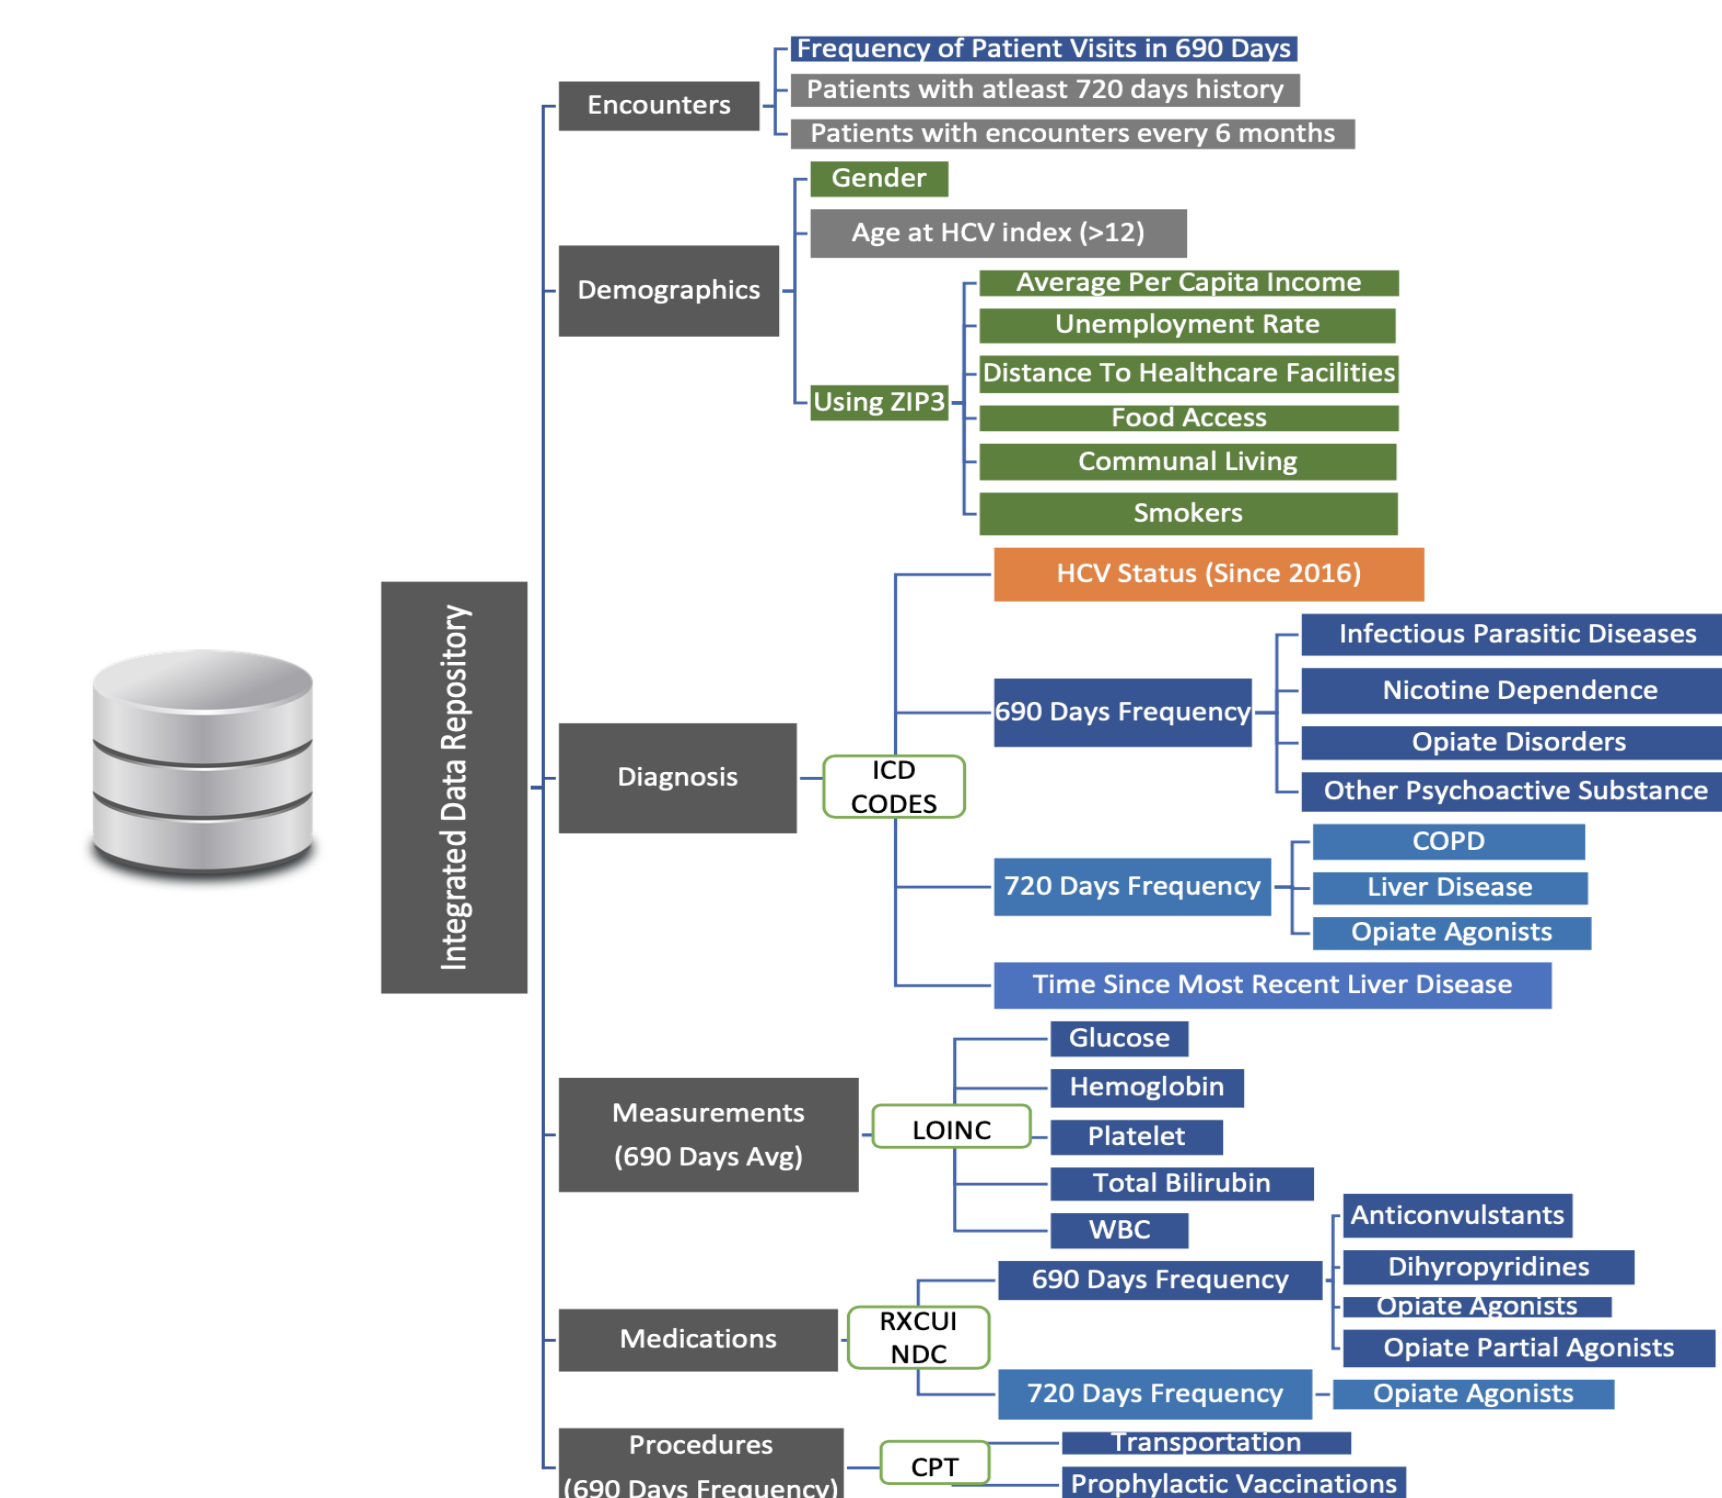 Integrated Data Repository
Encounters
Frequency of Patient Visits in 690 Days
Patients with atleast 720 days history
Patients with encounters every 6 months
Demographics
Gender
Age at HCV index (>12)
Using ZIP3
Average Per Capita Income
Unemployment Rate
Distance To Healthcare Facilities
Food Access
Communal Living
Smokers
Diagnosis
ICD
CODES
HCV Status (Since 2016)
690 Days Frequency
Infectious Parasitic Diseases
Nicotine Dependence
Opiate Disorders
Other Psychoactive Substance
720 Days Frequency
COPD
Liver Disease
Opiate Agonists
Time Since Most Recent Liver Disease
Measurements
(690 Days Avg)
LOINC
Glucose
Hemoglobin
Platelet
Total Bilirubin
WBC
Medications
RXCUI
NDC
690 Days Frequency
Anticonvulstants
Dihyropyridines
Opiate Agonists
Opiate Partial Agonists
720 Days Frequency
Opiate Agonists
Procedures
(690 Days Frequency)
CPT
Transportation
Prophylactic Vaccinations